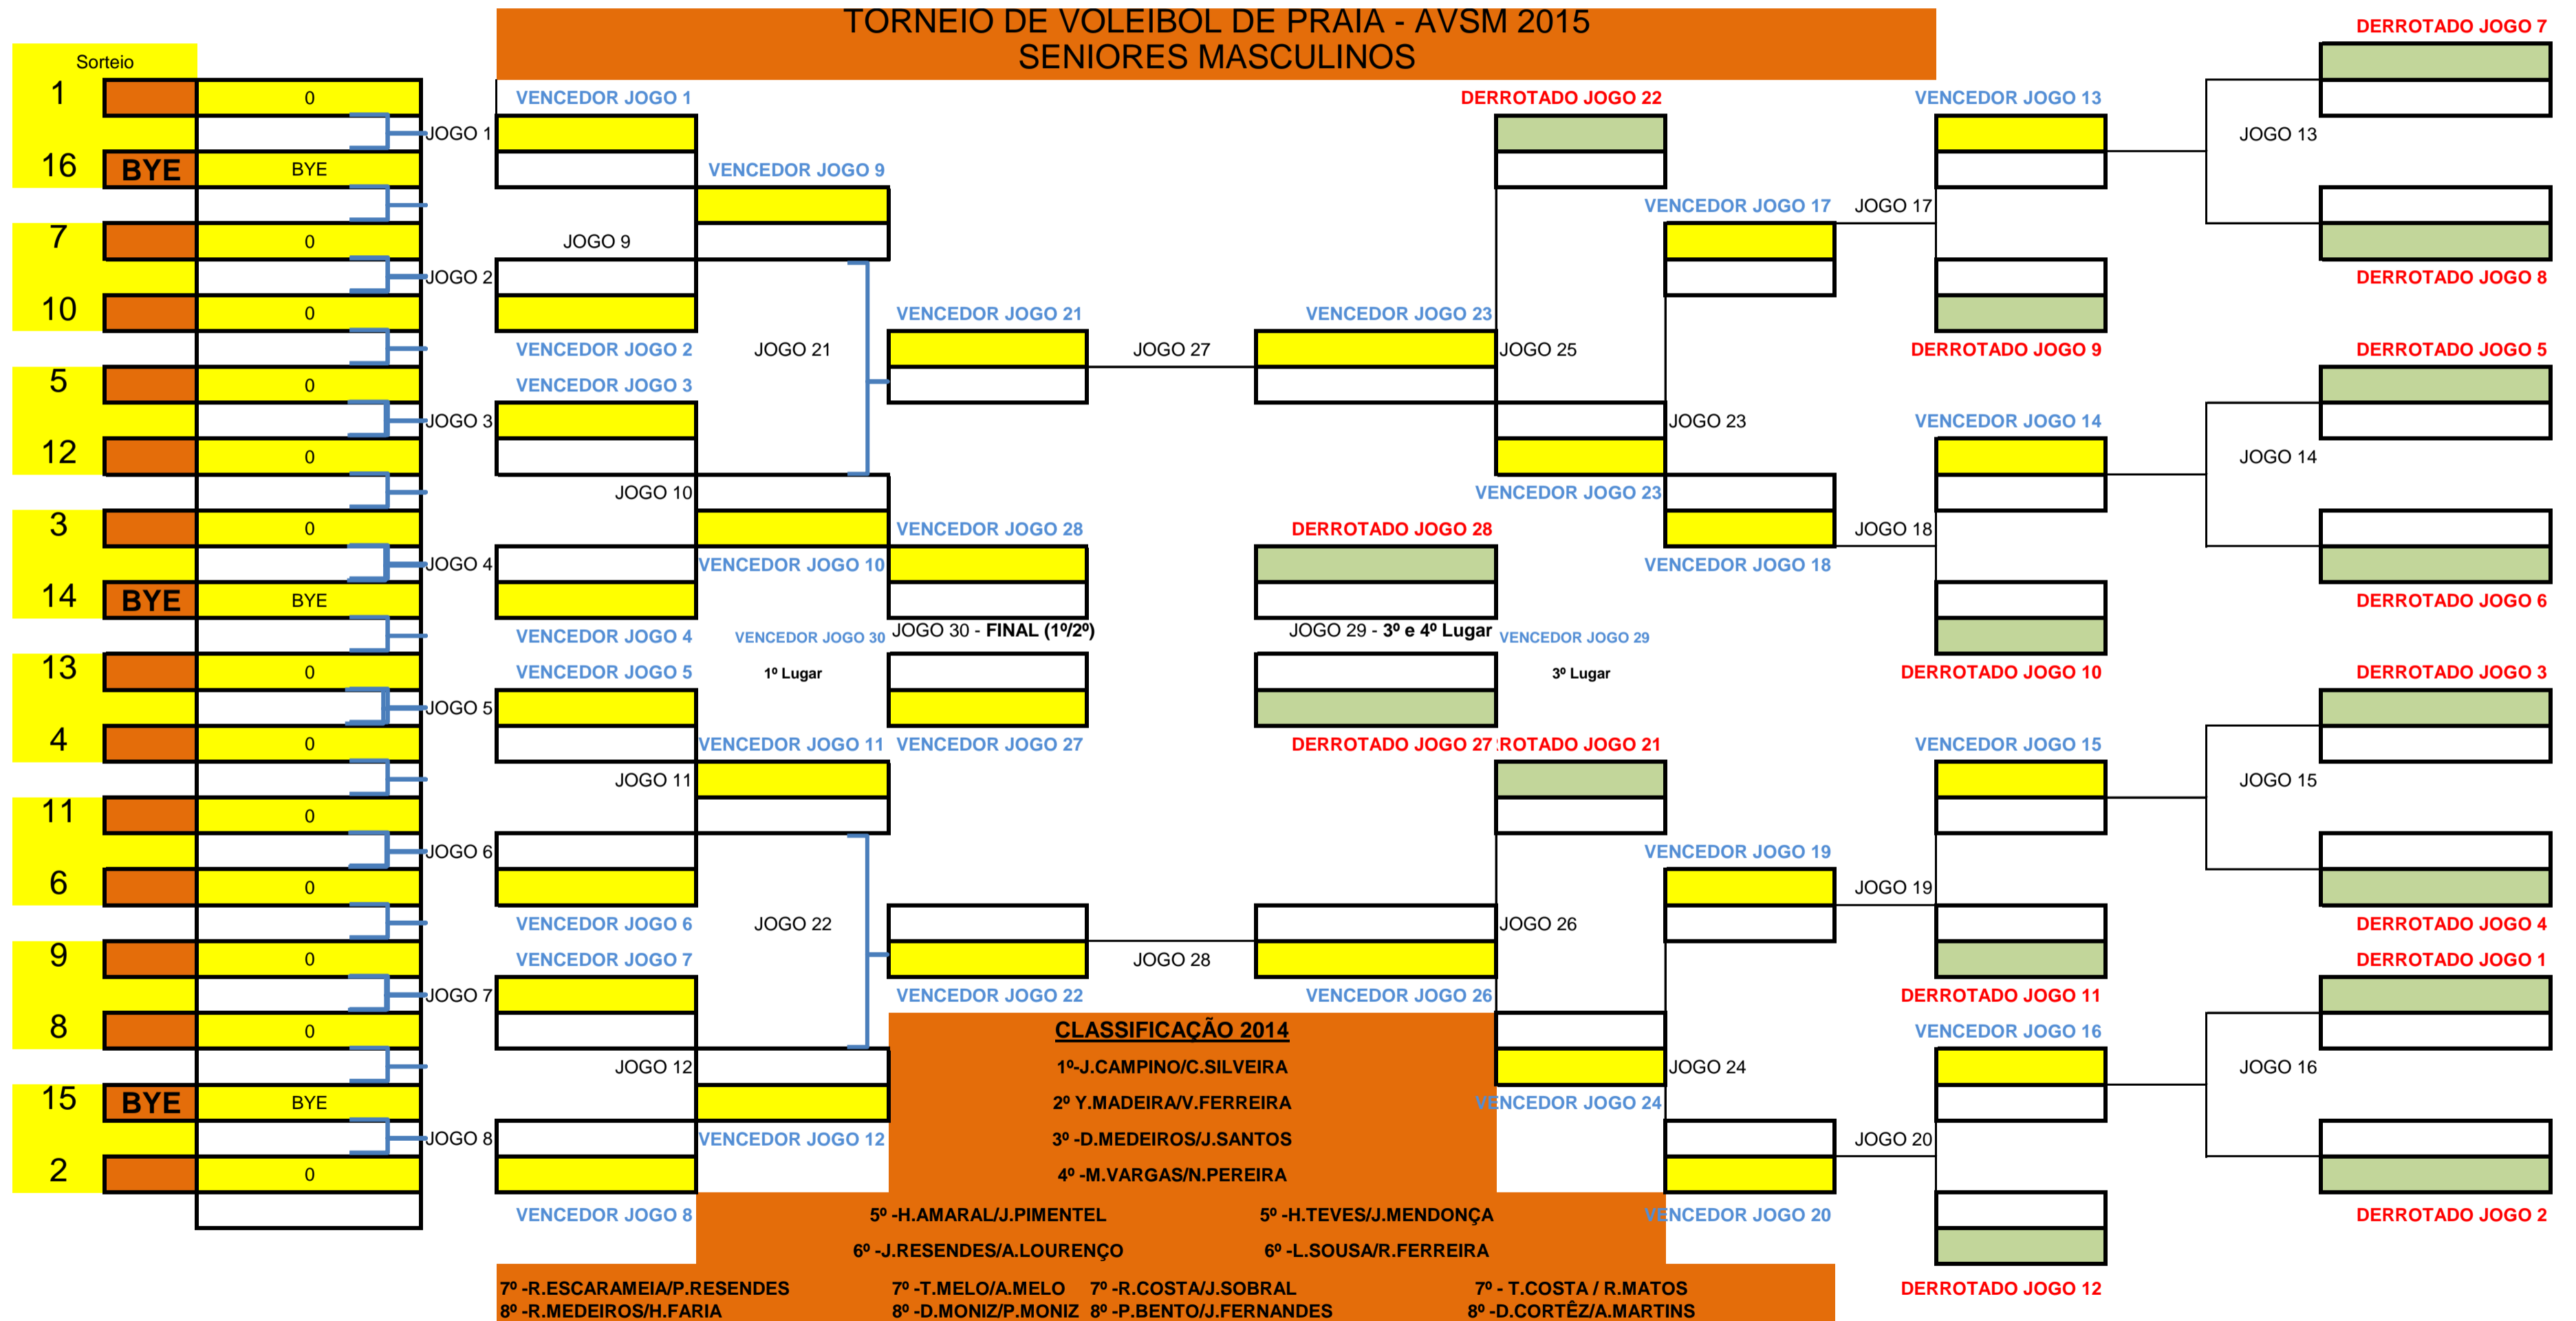 TORNEIO DE VOLEIBOL DE PRAIA - AVSM 2015
SENIORES MASCULINOS
DERROTADO JOGO 7
Sorteio
1 0 VENCEDOR JOGO 1 DERROTADO JOGO 22 VENCEDOR JOGO 13
JOGO 1 JOGO 13
16 BYE BYE VENCEDOR JOGO 9
VENCEDOR JOGO 17 JOGO 17
7 0 JOGO 9
JOGO 2 DERROTADO JOGO 8
10 0 VENCEDOR JOGO 21 VENCEDOR JOGO 23
VENCEDOR JOGO 2 JOGO 21 JOGO 27 JOGO 25 DERROTADO JOGO 9 DERROTADO JOGO 5
5 0 VENCEDOR JOGO 3
JOGO 3 JOGO 23 VENCEDOR JOGO 14
12 0 JOGO 14
JOGO 10 VENCEDOR JOGO 23
3 0 VENCEDOR JOGO 28 DERROTADO JOGO 28 JOGO 18
JOGO 4 VENCEDOR JOGO 10 VENCEDOR JOGO 18
14 BYE BYE DERROTADO JOGO 6
VENCEDOR JOGO 4 VENCEDOR JOGO 30 JOGO 30 - FINAL (1º/2º) JOGO 29 - 3º e 4º Lugar VENCEDOR JOGO 29
13 0 VENCEDOR JOGO 5 1º Lugar 3º Lugar DERROTADO JOGO 10 DERROTADO JOGO 3
JOGO 5
4 0 VENCEDOR JOGO 11 VENCEDOR JOGO 27 DERROTADO JOGO 27 ROTADO JOGO 21 VENCEDOR JOGO 15
JOGO 11 JOGO 15
11 0
JOGO 6 VENCEDOR JOGO 19
6 0 JOGO 19
VENCEDOR JOGO 6 JOGO 22 JOGO 26 DERROTADO JOGO 4
9 0 VENCEDOR JOGO 7 JOGO 28 DERROTADO JOGO 1
JOGO 7 VENCEDOR JOGO 22 VENCEDOR JOGO 26 DERROTADO JOGO 11
8 0 CLASSIFICAÇÃO 2014 VENCEDOR JOGO 16
JOGO 12 1º-J.CAMPINO/C.SILVEIRA JOGO 24 JOGO 16
15 BYE BYE 2º Y.MADEIRA/V.FERREIRA VENCEDOR JOGO 24
JOGO 8 VENCEDOR JOGO 12 3º -D.MEDEIROS/J.SANTOS JOGO 20
2 0 4º -M.VARGAS/N.PEREIRA
VENCEDOR JOGO 8 5º -H.AMARAL/J.PIMENTEL 5º -H.TEVES/J.MENDONÇA VENCEDOR JOGO 20 DERROTADO JOGO 2
6º -J.RESENDES/A.LOURENÇO 6º -L.SOUSA/R.FERREIRA
7º -R.ESCARAMEIA/P.RESENDES 7º -T.MELO/A.MELO 7º -R.COSTA/J.SOBRAL 7º - T.COSTA / R.MATOS DERROTADO JOGO 12
8º -R.MEDEIROS/H.FARIA 8º -D.MONIZ/P.MONIZ 8º -P.BENTO/J.FERNANDES 8º -D.CORTÊZ/A.MARTINS